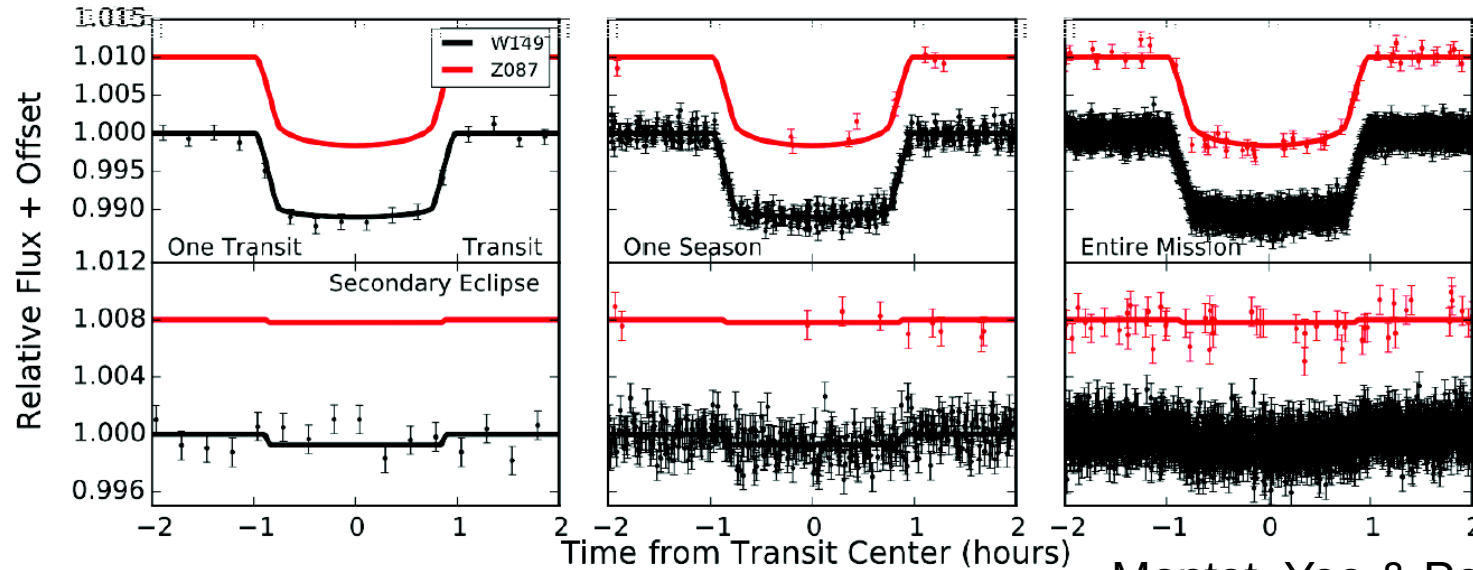 1.015
1.010
1.005
1.000
0.995
0.990
W149
Z087
One Transit
Transit
One Season
Entire Mission
1.012
1.008
1.004
1.000
0.996
Secondary Eclipse
Relative Flux + Offset
−2 −1 0 1 2
−2 −1 0 1 2
−2 −1 0 1 2
Time from Transit Center (hours)